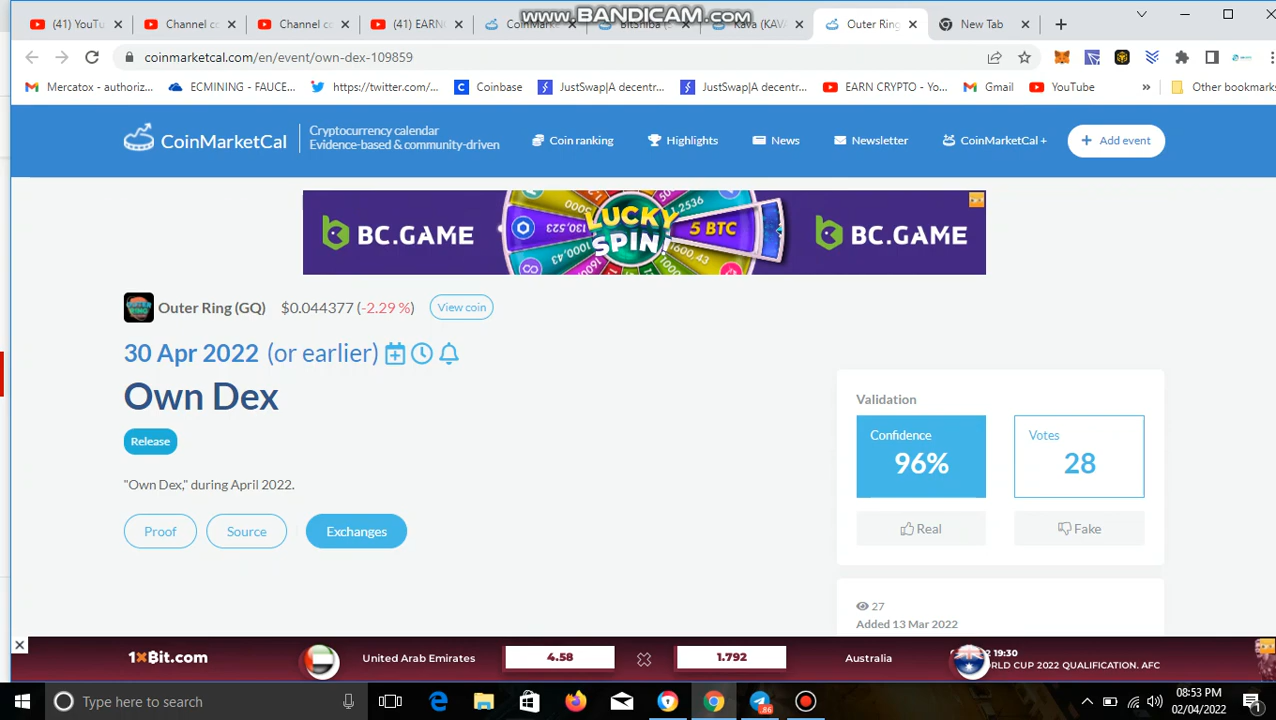 www.BANDICAM.com
(41) YouTu
Channel co
Channel co
(41) EARN
CoinMark
BitShiba (S
Kava (KAVA
Outer Ring
New Tab
coinmarketcal.com/en/event/own-dex-109859
Mercatox - authoriz...
ECMINING - FAUCE...
https://twitter.com/...
Coinbase
JustSwap|A decentr...
JustSwap|A decentr...
EARN CRYPTO - Yo...
Gmail
YouTube
»
Other bookmarks
CoinMarketCal
Cryptocurrency calendar
Evidence-based & community-driven
Coin ranking
Highlights
News
Newsletter
CoinMarketCal +
+ Add event
BC.GAME
LUCKY
SPIN!
5 BTC
BC.GAME
Outer Ring (GQ) $0.044377 (-2.29 %) View coin
30 Apr 2022 (or earlier)
Own Dex
Release
"Own Dex," during April 2022.
Proof
Source
Exchanges
Validation
Confidence
96%
Votes
28
Real
Fake
27
Added 13 Mar 2022
1XBit.com
United Arab Emirates
4.58
1.792
Australia
19:30
CUP 2022 QUALIFICATION. AFC
Type here to search
08:53 PM
02/04/2022